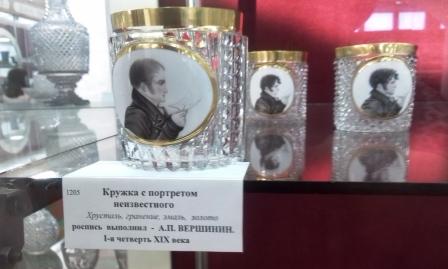 1205
Кружка с портретом
неизвестного
Хрусталь, гранение, эмаль, золото
роспись выполнил - А.П. ВЕРШИНИН.
1-я четверть XIX века